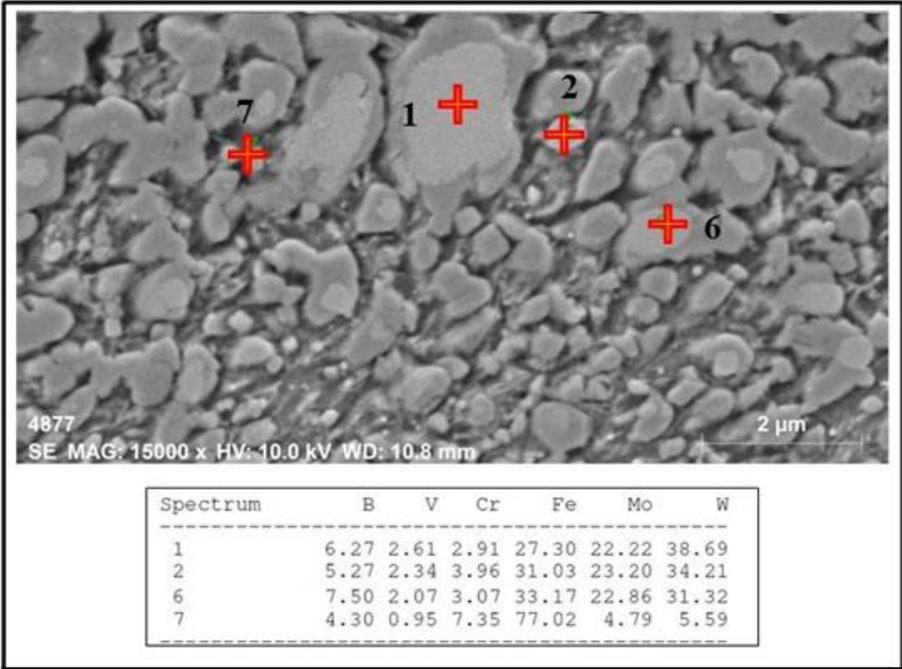 7
1
2
6
4877
2 µm
SE MAG: 15000 x HV: 10.0 kV WD: 10.8 mm
Spectrum B V Cr Fe Mo W
1 6.27 2.61 2.91 27.30 22.22 38.69
2 5.27 2.34 3.96 31.03 23.20 34.21
6 7.50 2.07 3.07 33.17 22.86 31.32
7 4.30 0.95 7.35 77.02 4.79 5.59